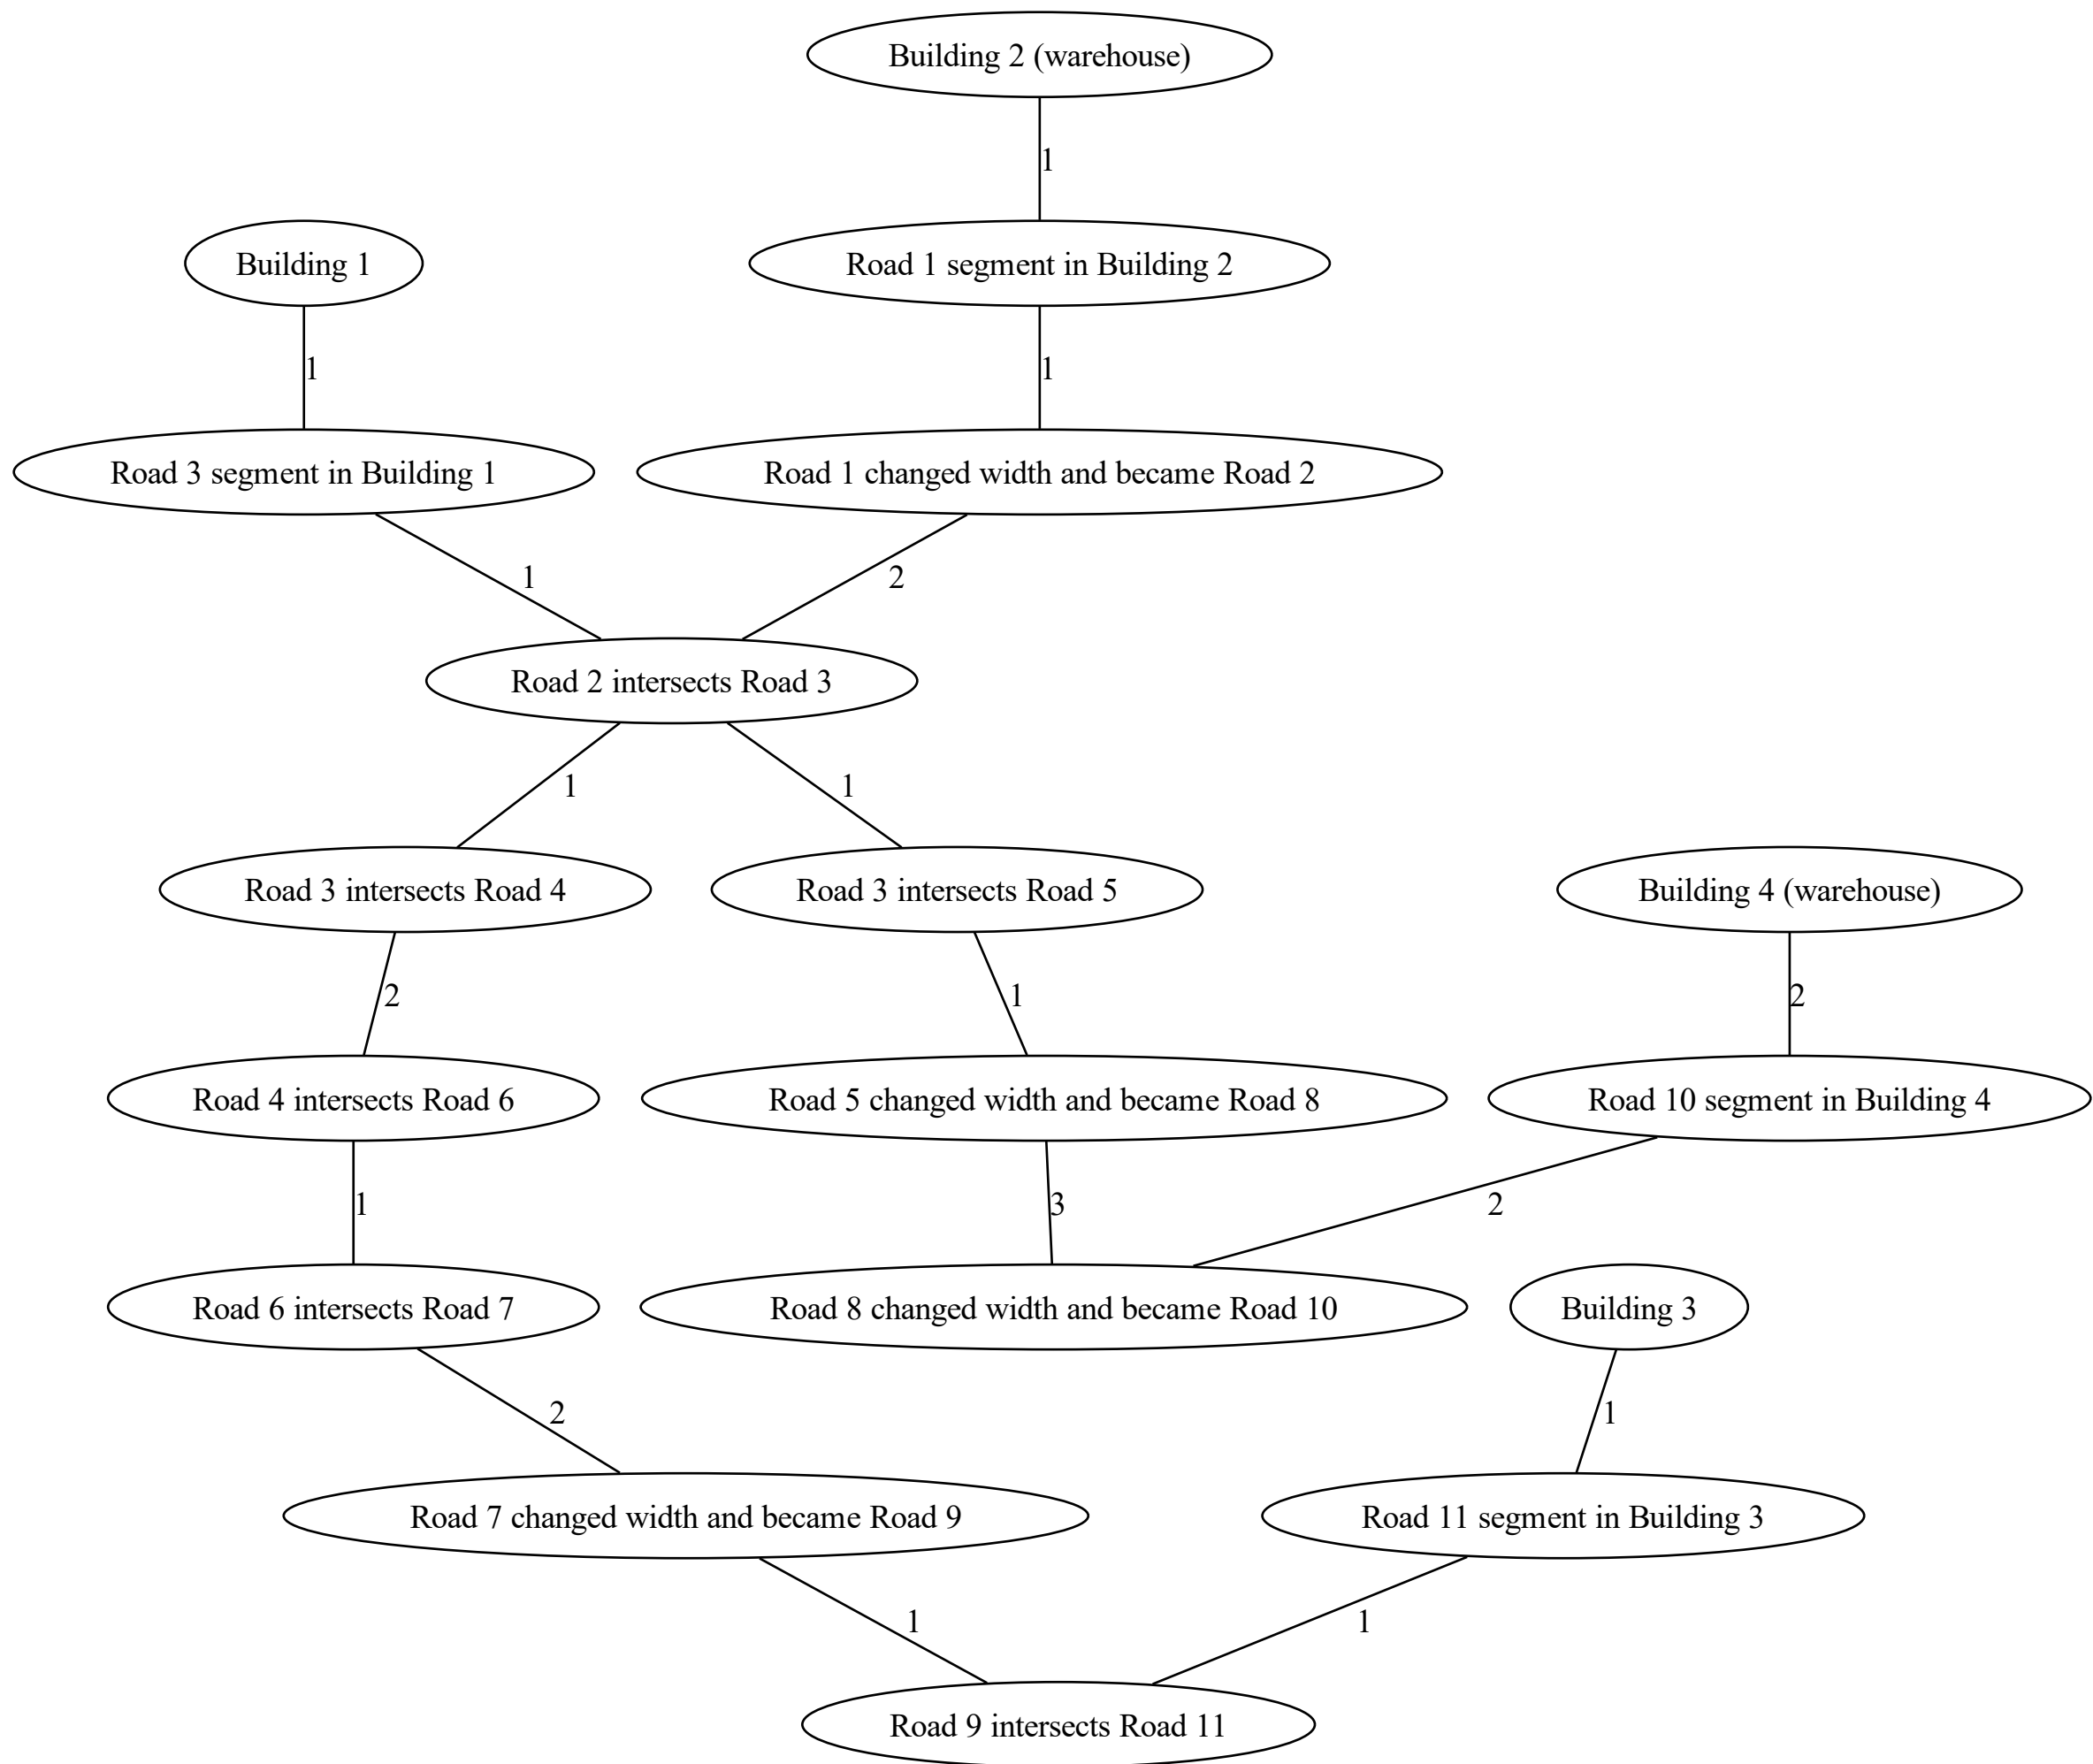 Building 2 (warehouse)
1
Building 1
Road 1 segment in Building 2
1
1
Road 3 segment in Building 1
Road 1 changed width and became Road 2
1
2
Road 2 intersects Road 3
1
1
Road 3 intersects Road 4
Road 3 intersects Road 5
Building 4 (warehouse)
2
1
2
Road 4 intersects Road 6
Road 5 changed width and became Road 8
Road 10 segment in Building 4
1
3
2
Road 6 intersects Road 7
Road 8 changed width and became Road 10
Building 3
2
1
Road 7 changed width and became Road 9
Road 11 segment in Building 3
1
1
Road 9 intersects Road 11